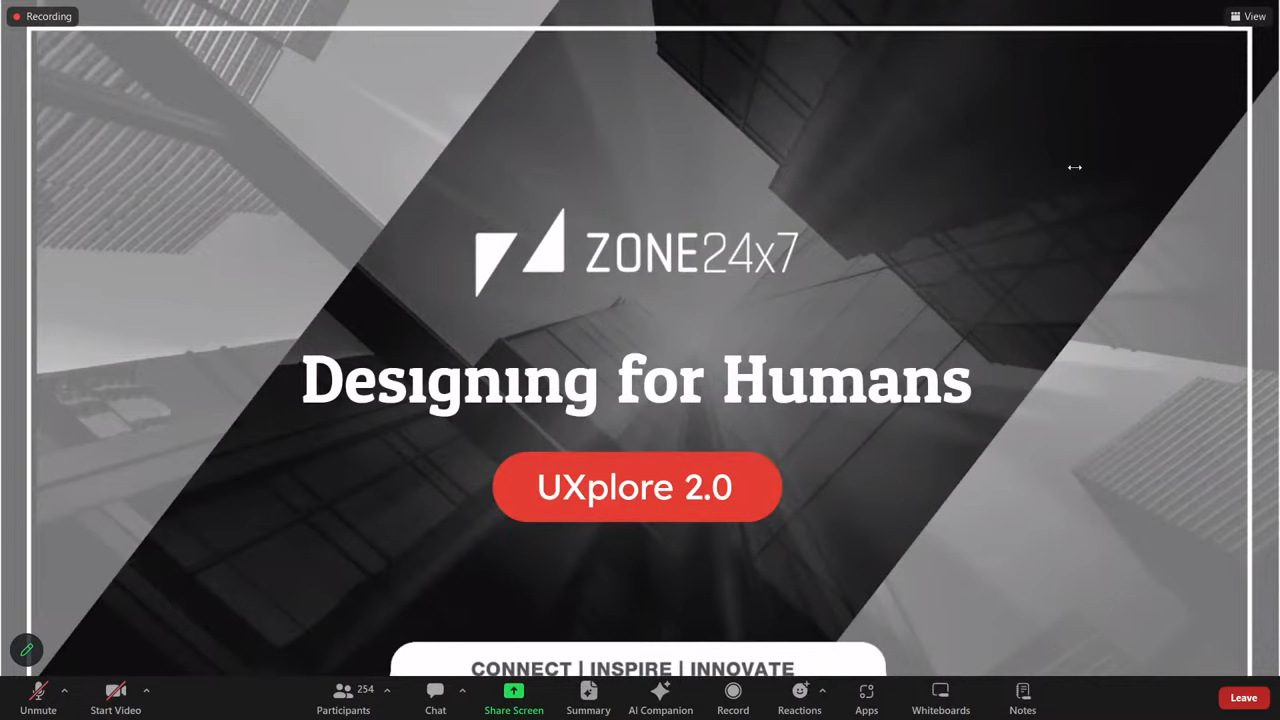 Recording
View
ZONE24x7
Designing for Humans
UXplore 2.0
CONNECT | INSPIRE | INNOVATE
254
Unmute
Start Video
Participants
Chat
Share Screen
Summary
AI Companion
Record
Reactions
Apps
Whiteboards
Notes
Leave